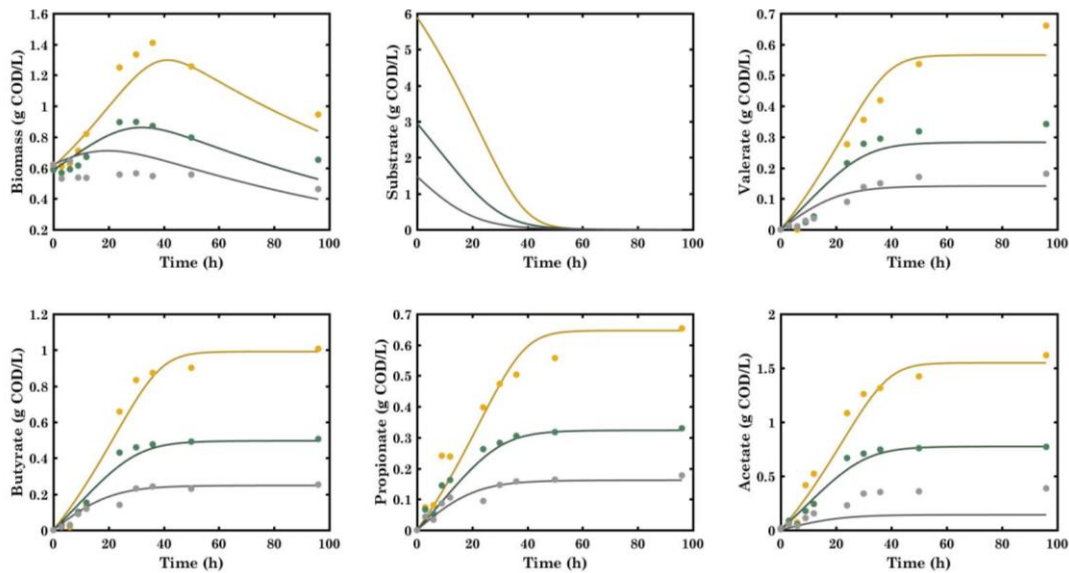 Biomass (g COD/L)
1.6
1.4
1.2
1
0.8
0.6
0.4
0.2
0 20 40 60 80 100
Time (h)
Substrate (g COD/L)
6
5
4
3
2
1
0
0 20 40 60 80 100
Time (h)
Valerate (g COD/L)
0.7
0.6
0.5
0.4
0.3
0.2
0.1
0
0 20 40 60 80 100
Time (h)
Butyrate (g COD/L)
1.2
1
0.8
0.6
0.4
0.2
0
0 20 40 60 80 100
Time (h)
Propionate (g COD/L)
0.7
0.6
0.5
0.4
0.3
0.2
0.1
0
0 20 40 60 80 100
Time (h)
Acetate (g COD/L)
2
1.5
1
0.5
0
0 20 40 60 80 100
Time (h)